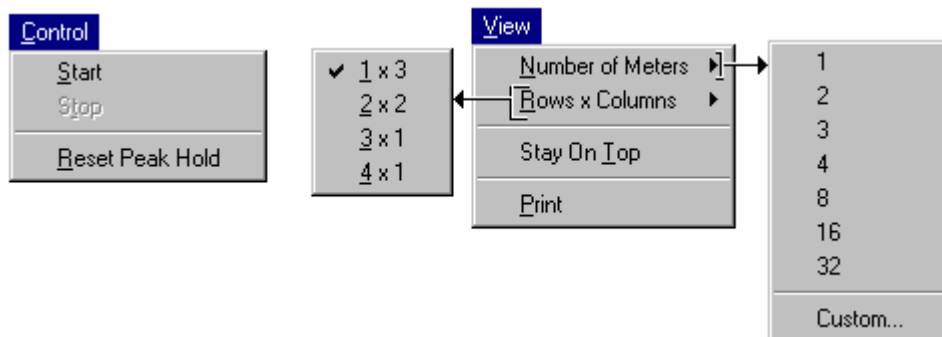 Control
Start
Stop
Reset Peak Hold
✔ 1 x 3
2 x 2
3 x 1
4 x 1
View
Number of Meters
Rows x Columns
Stay On Top
Print
1
2
3
4
8
16
32
Custom...